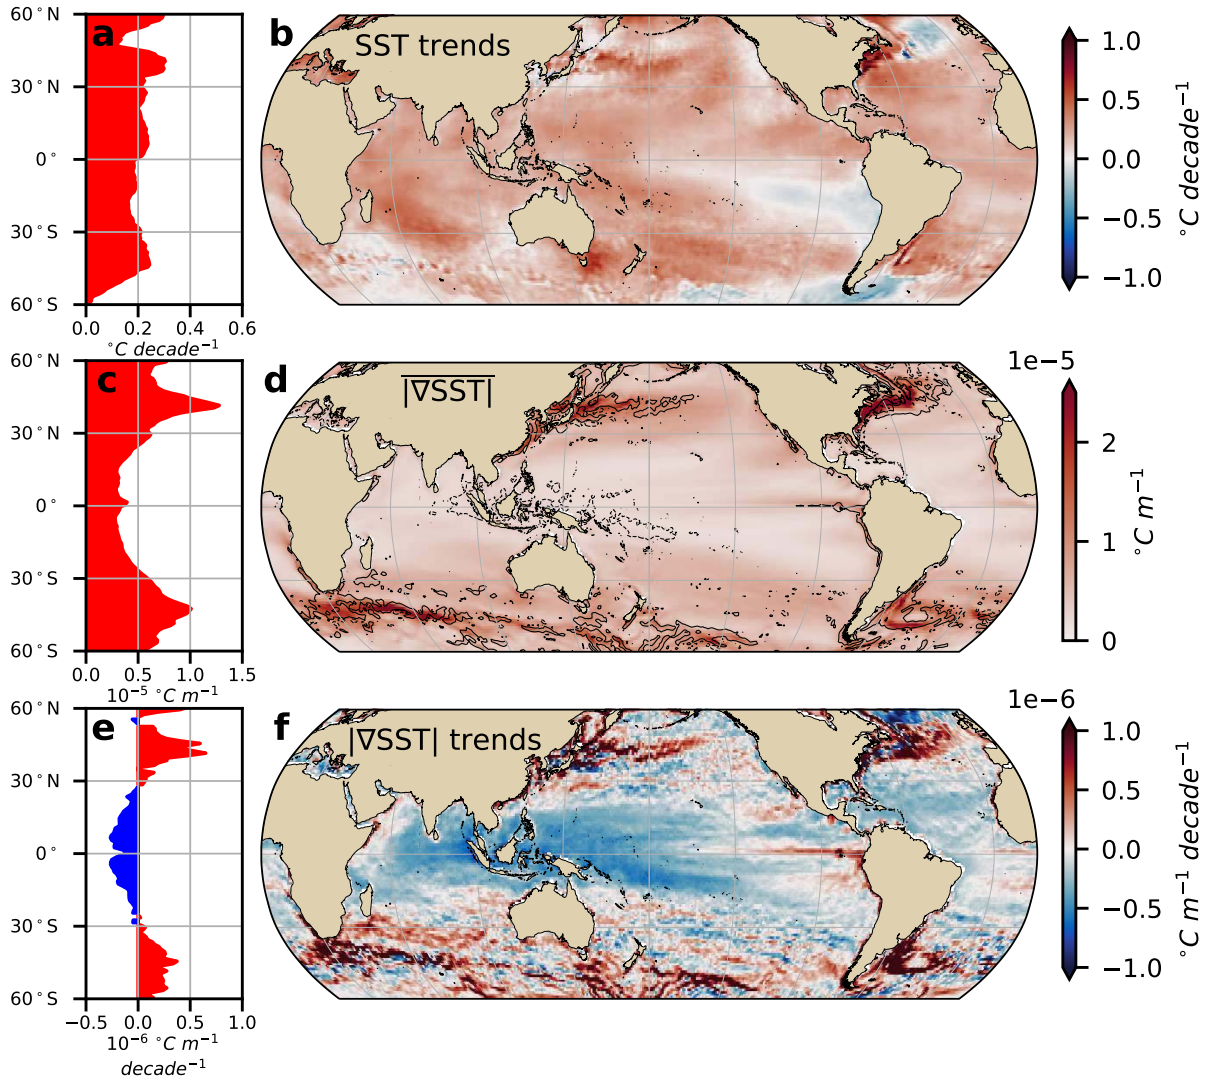 a
60°N
30°N
0°
30°S
60°S
0.0 0.2 0.4 0.6
°C decade⁻¹
b
SST trends
1.0
0.5
0.0
−0.5
−1.0
°C decade⁻¹
c
60°N
30°N
0°
30°S
60°S
0.0 0.5 1.0 1.5
10⁻⁵ °C m⁻¹
d
|∇SST|
1e−5
2
1
0
°C m⁻¹
e
60°N
30°N
0°
30°S
60°S
−0.5 0.0 0.5 1.0
10⁻⁶ °C m⁻¹
decade⁻¹
f
|∇SST| trends
1e−6
1.0
0.5
0.0
−0.5
−1.0
°C m⁻¹ decade⁻¹